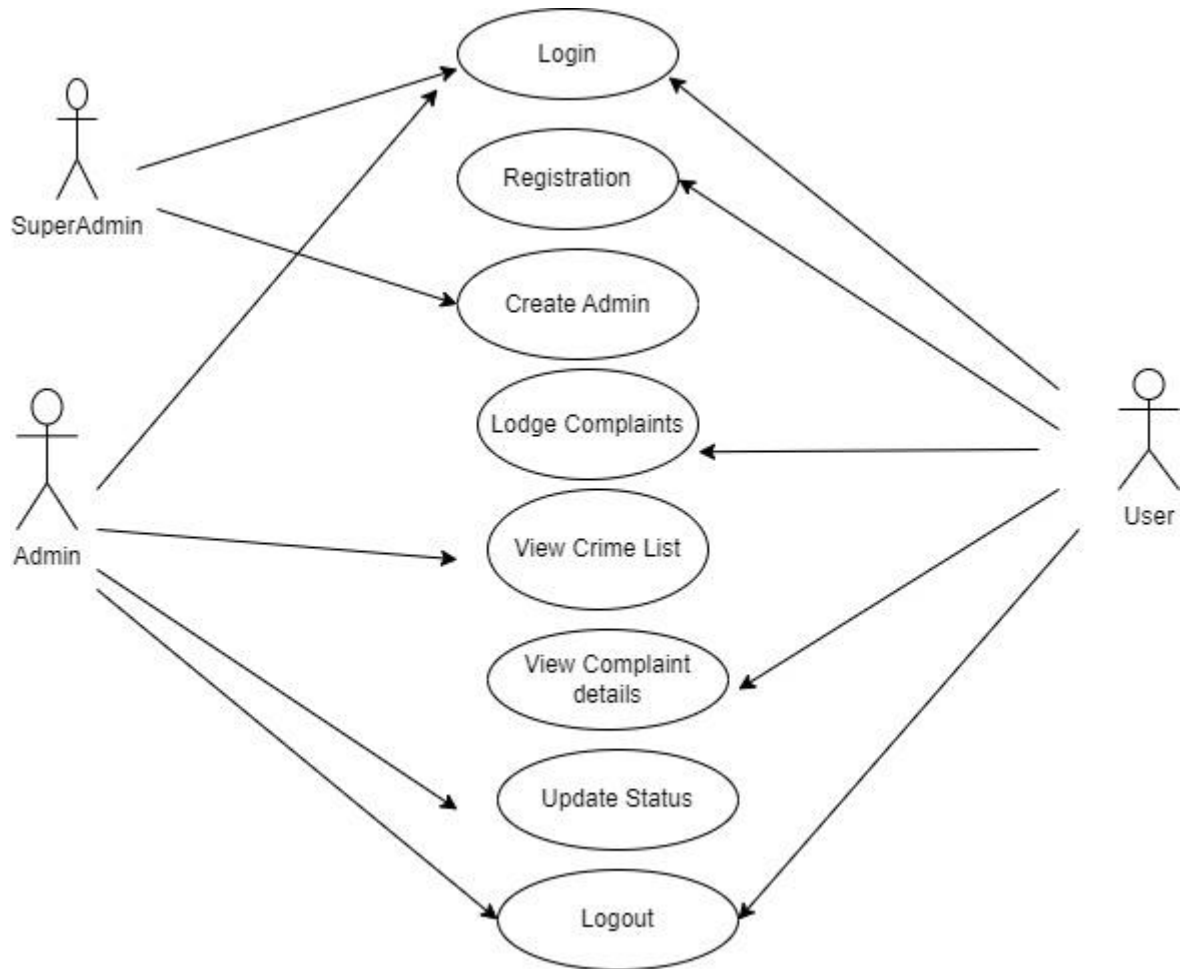 Login
Registration
SuperAdmin
Create Admin
Lodge Complaints
User
Admin
View Crime List
View Complaint
details
Update Status
Logout